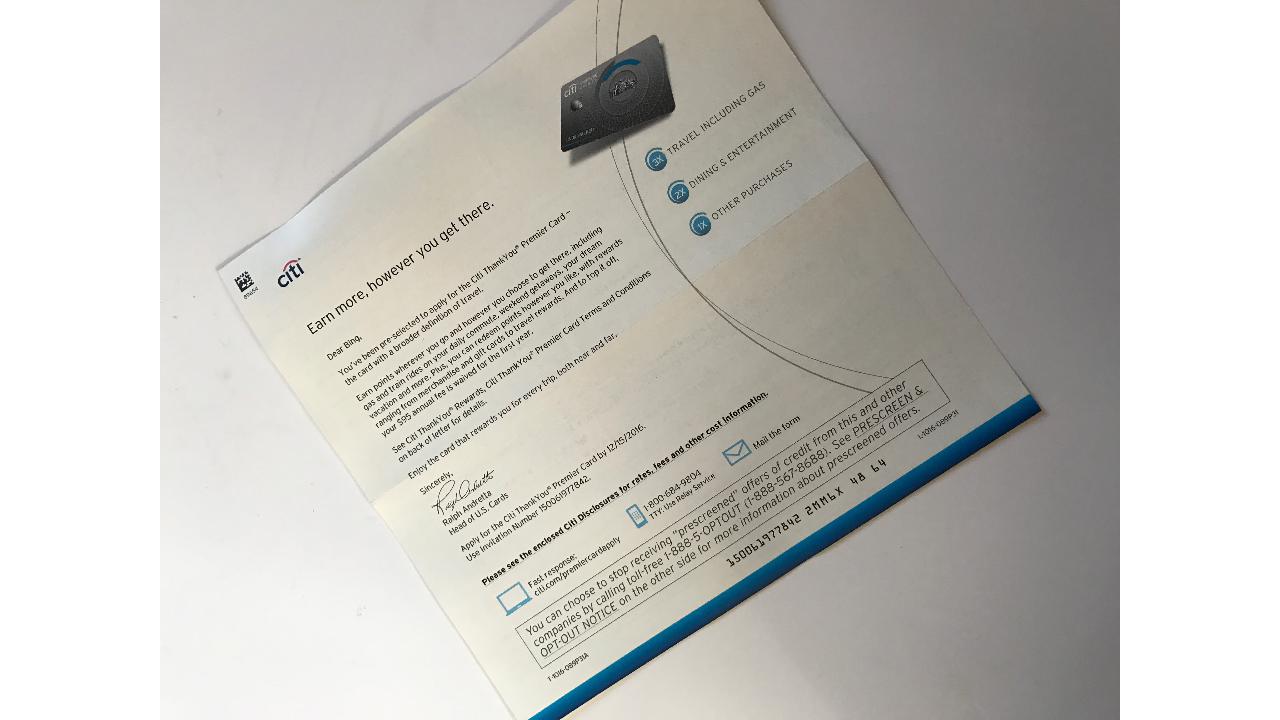 citi
3X TRAVEL INCLUDING GAS
2X DINING & ENTERTAINMENT
1X OTHER PURCHASES
citi
Earn more, however you get there.
Dear Bing,
You've been pre-selected to apply for the Citi ThankYou® Premier Card –
the card with a broader definition of travel.
Earn points wherever you go and however you choose to get there, including
gas and train rides on your daily commute, weekend getaways, your dream
vacation and more. Plus, you can redeem points however you like, with rewards
ranging from merchandise and gift cards to travel rewards. And to top it off,
your $95 annual fee is waived for the first year.
See Citi ThankYou® Rewards, Citi ThankYou® Premier Card Terms and Conditions
on back of letter for details.
Enjoy the card that rewards you for every trip, both near and far.
Sincerely,
Ralph Andretta
Head of U.S. Cards
Apply for the Citi ThankYou® Premier Card by 12/15/2016.
Use Invitation Number 150061977842.
Please see the enclosed Citi Disclosures for rates, fees and other cost information.
Fast response:
citi.com/premiercardapply
1-800-684-9804
TTY: Use Relay Service
Mail the form
You can choose to stop receiving "prescreened" offers of credit from this and other
companies by calling toll-free 1-888-5-OPTOUT (1-888-567-8688). See PRESCREEN &
OPT-OUT NOTICE on the other side for more information about prescreened offers.
T-1016-089P31A
150061977842 2MM6X 48 64
L-1016-089P31